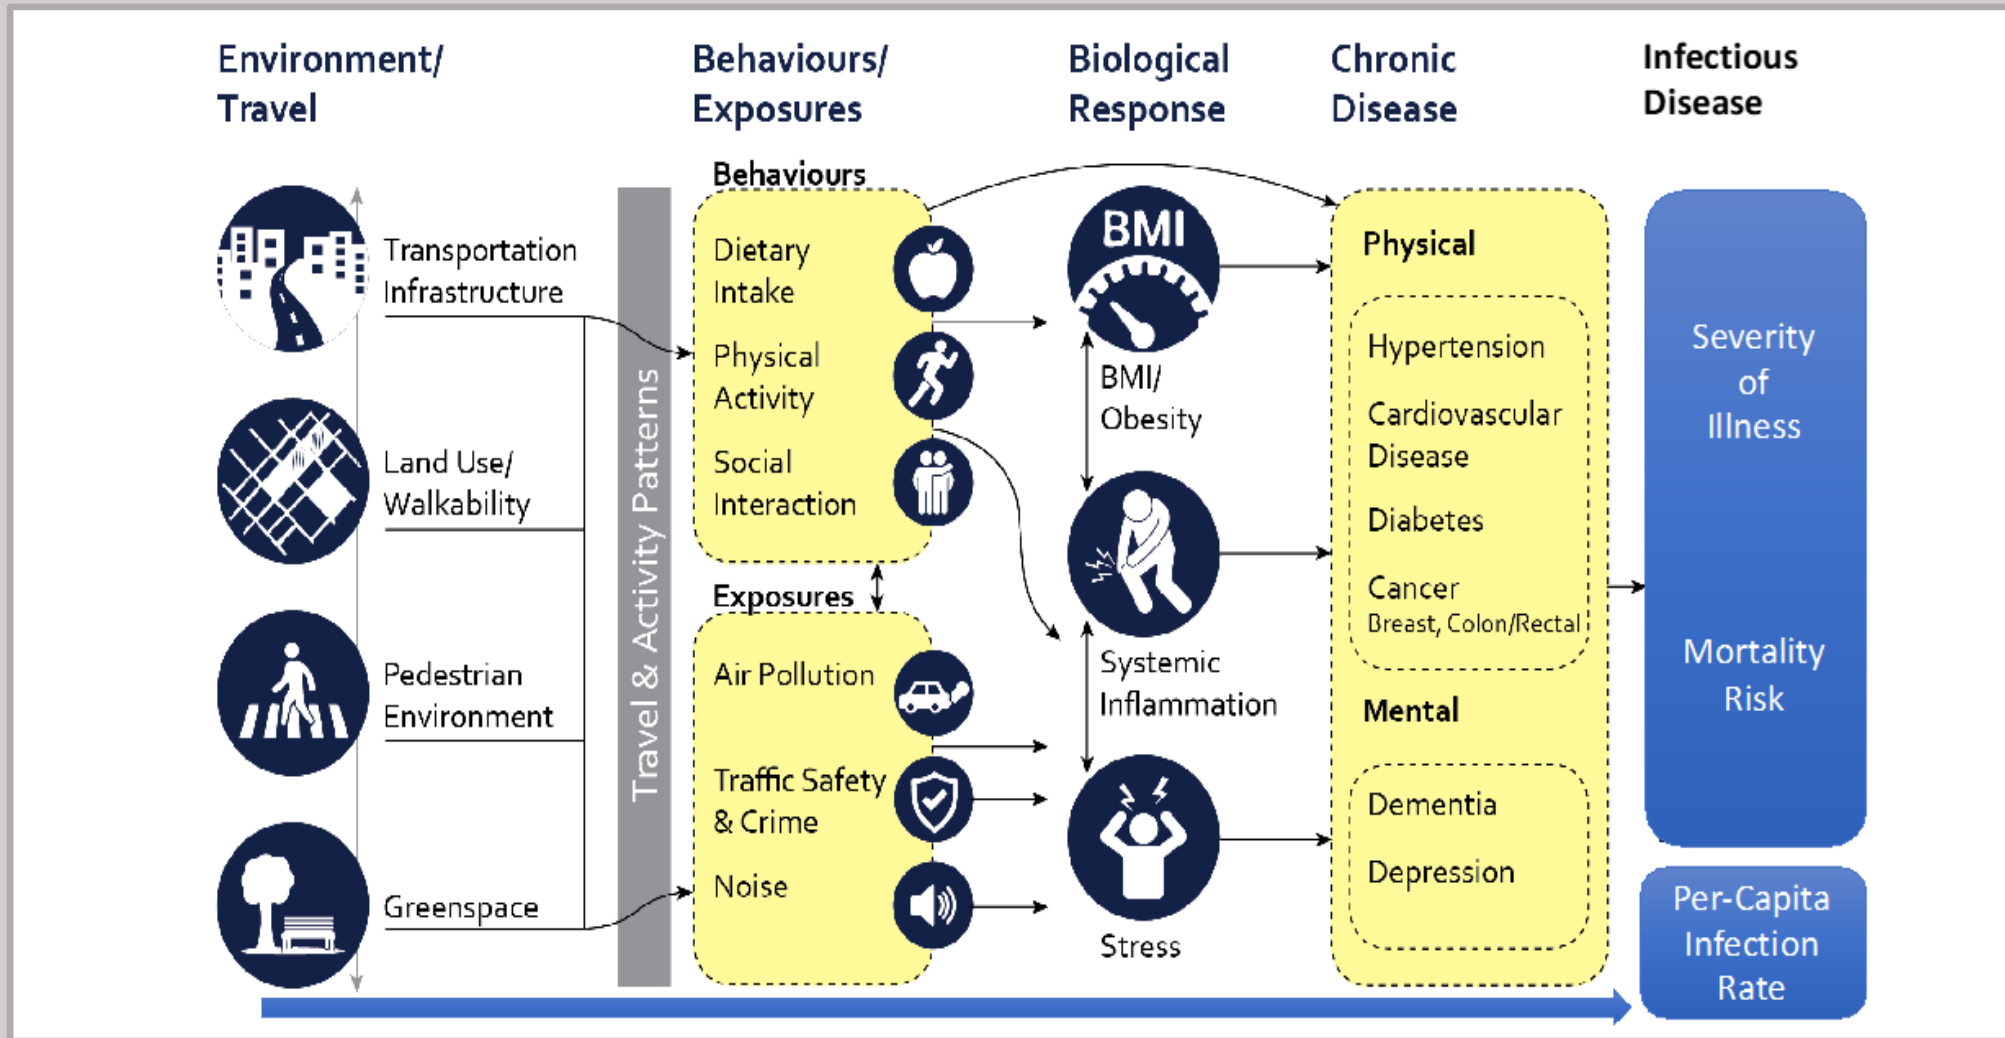 Environment/
Travel
Behaviours/
Exposures
Biological
Response
Chronic
Disease
Infectious
Disease
Transportation
Infrastructure
Land Use/
Walkability
Pedestrian
Environment
Greenspace
Travel & Activity Patterns
Behaviours
Dietary
Intake
Physical
Activity
Social
Interaction
Exposures
Air Pollution
Traffic Safety
& Crime
Noise
BMI
BMI/
Obesity
Systemic
Inflammation
Stress
Physical
Hypertension
Cardiovascular
Disease
Diabetes
Cancer
Breast, Colon/Rectal
Mental
Dementia
Depression
Severity
of
Illness
Mortality
Risk
Per-Capita
Infection
Rate